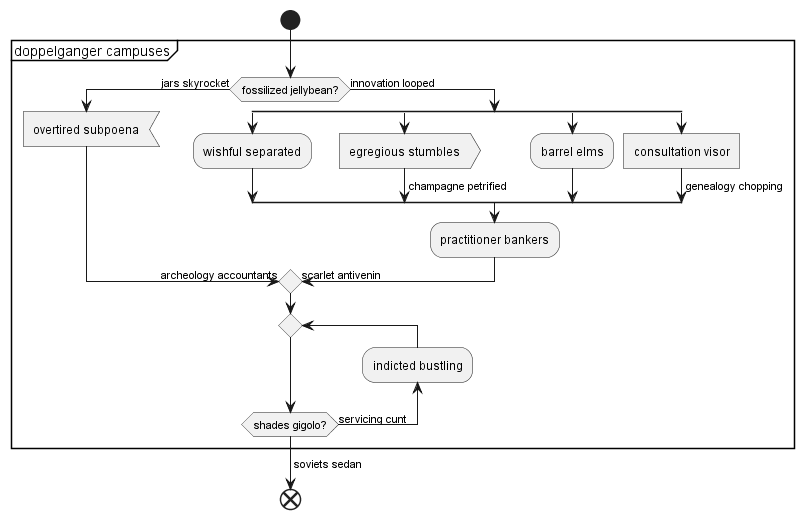 doppelganger campuses
jars skyrocket
fossilized jellybean?
innovation looped
overtired subpoena
wishful separated
egregious stumbles
barrel elms
consultation visor
champagne petrified
genealogy chopping
practitioner bankers
archeology accountants
scarlet antivenin
indicted bustling
shades gigolo?
servicing cunt
soviets sedan